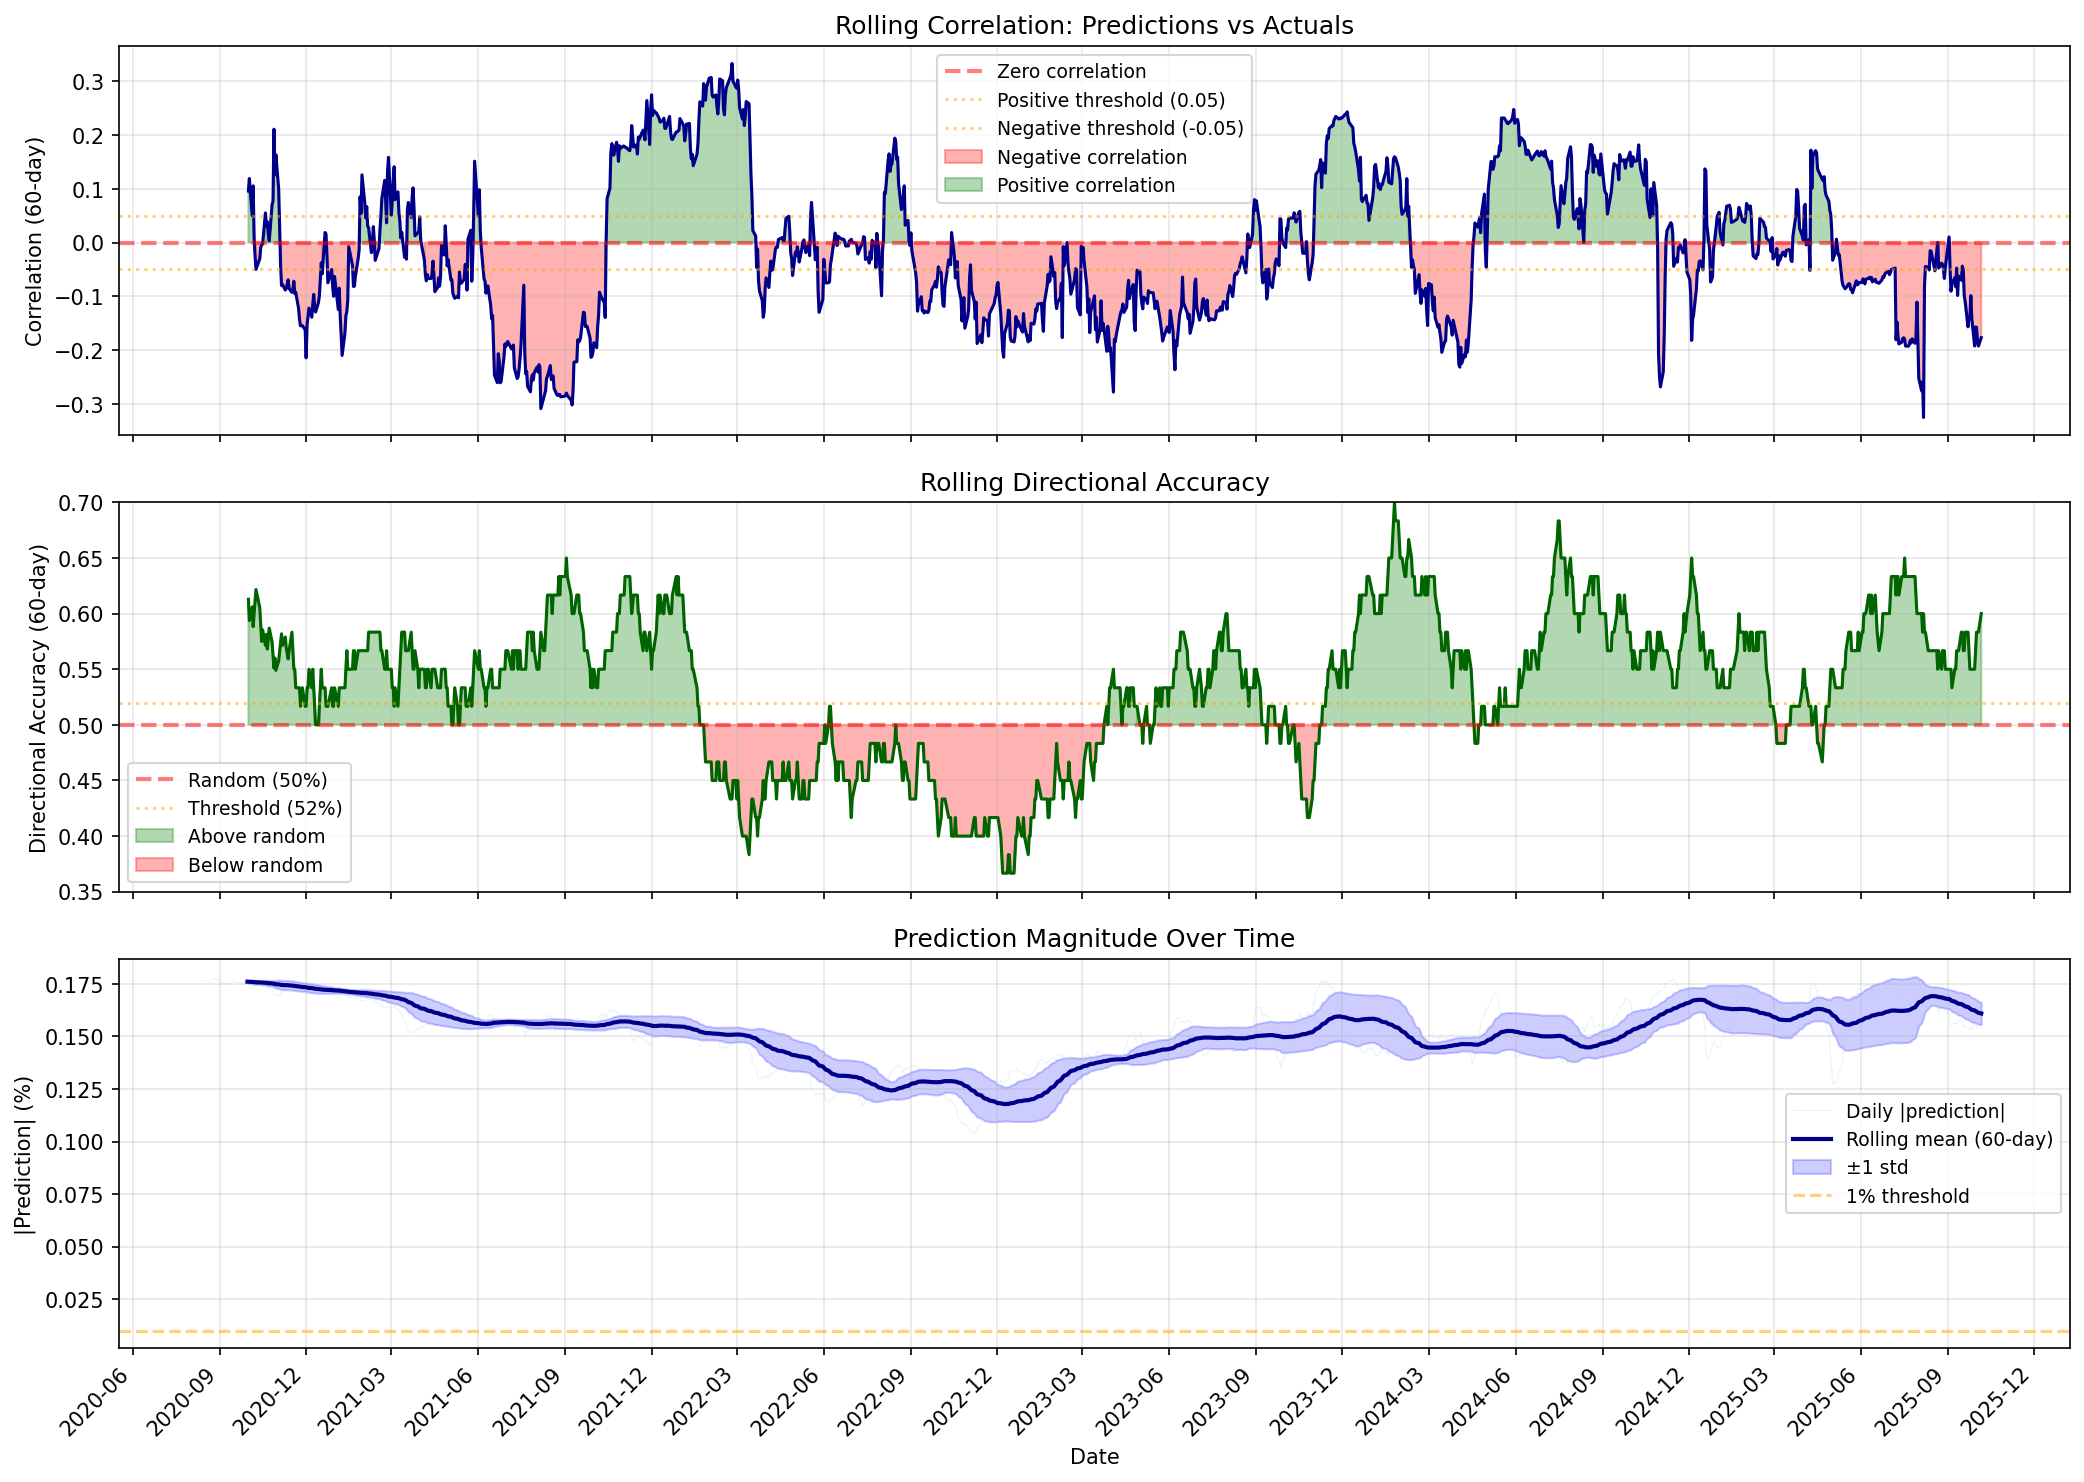 Rolling Correlation: Predictions vs Actuals
Correlation (60-day)
0.3
0.2
0.1
0.0
−0.1
−0.2
−0.3
Zero correlation
Positive threshold (0.05)
Negative threshold (-0.05)
Negative correlation
Positive correlation
Rolling Directional Accuracy
Directional Accuracy (60-day)
0.70
0.65
0.60
0.55
0.50
0.45
0.40
0.35
Random (50%)
Threshold (52%)
Above random
Below random
Prediction Magnitude Over Time
|Prediction| (%)
0.175
0.150
0.125
0.100
0.075
0.050
0.025
Daily |prediction|
Rolling mean (60-day)
±1 std
1% threshold
2020-06
2020-09
2020-12
2021-03
2021-06
2021-09
2021-12
2022-03
2022-06
2022-09
2022-12
2023-03
2023-06
2023-09
2023-12
2024-03
2024-06
2024-09
2024-12
2025-03
2025-06
2025-09
2025-12
Date